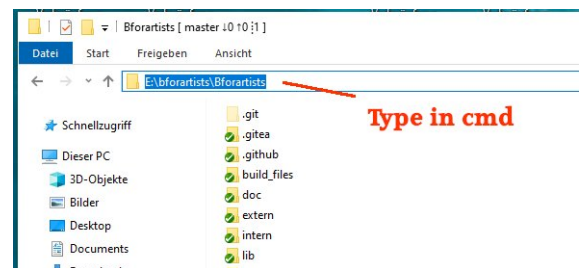 Bforartists [ master ↓0 ↑0 ⁝1 ]
Datei Start Freigeben Ansicht
E:\bforartists\Bforartists
Type in cmd
Schnellzugriff
Dieser PC
3D-Objekte
Bilder
Desktop
Documents
.git
.gitea
.github
build_files
doc
extern
intern
lib